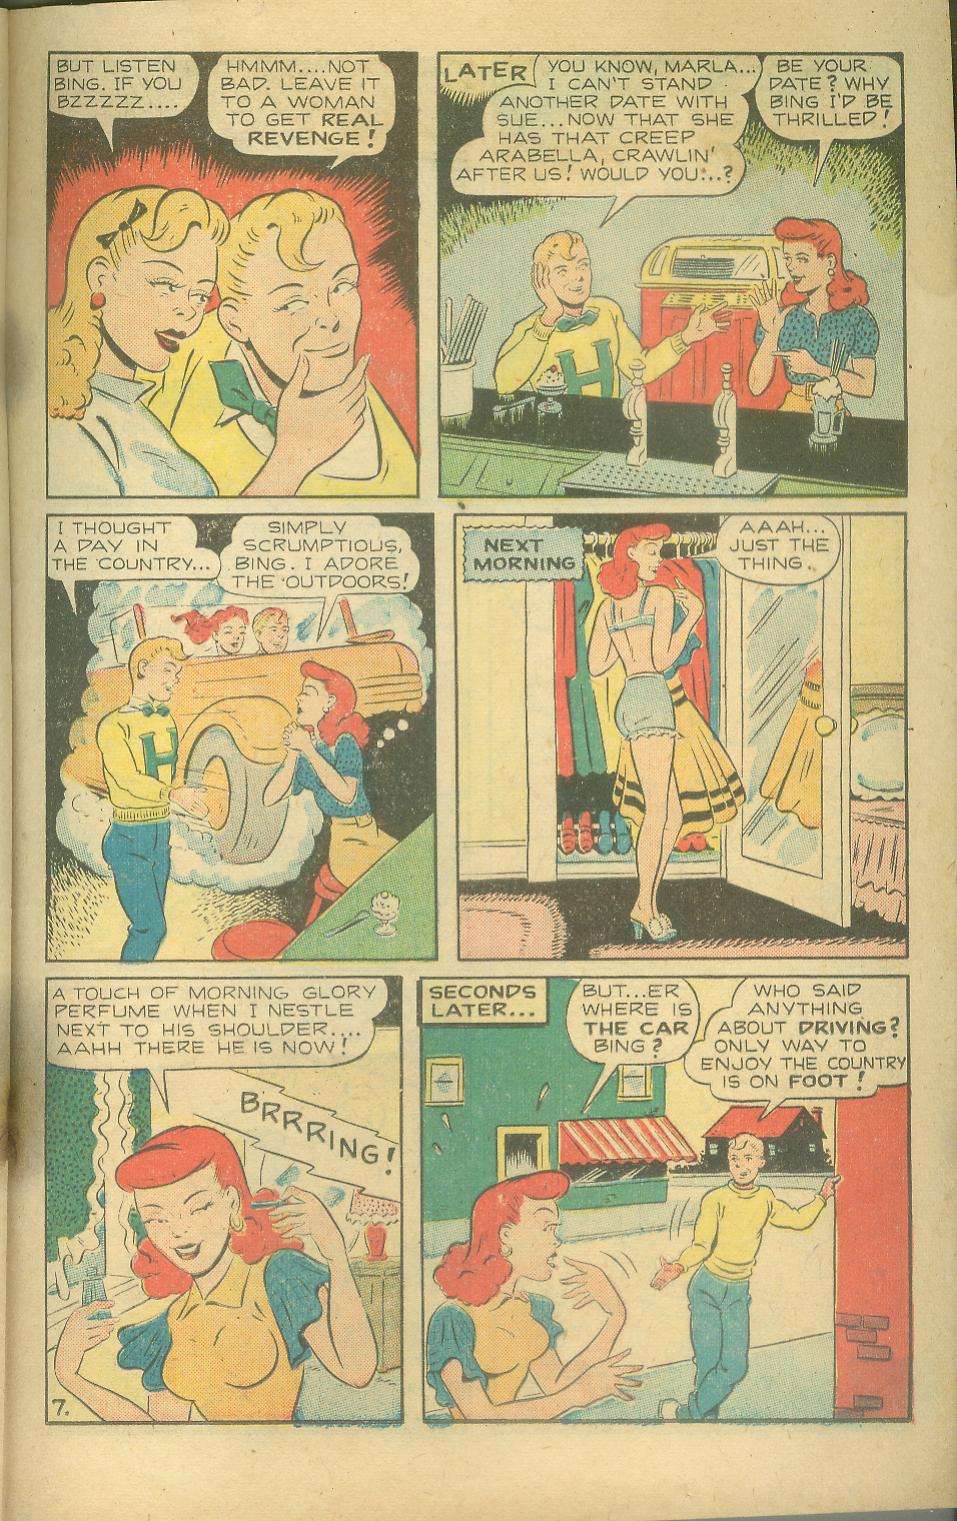 BUT LISTEN
BING. IF YOU
BZZZZZ....
HMMM....NOT
BAD. LEAVE IT
TO A WOMAN
TO GET REAL
REVENGE!
LATER
YOU KNOW, MARLA...
I CAN'T STAND
ANOTHER DATE WITH
SUE...NOW THAT SHE
HAS THAT CREEP
ARABELLA, CRAWLIN'
AFTER US! WOULD YOU...?
BE YOUR
DATE? WHY
BING I'D BE
THRILLED!
H
I THOUGHT
A DAY IN
THE COUNTRY...
SIMPLY
SCRUMPTIOUS,
BING. I ADORE
THE OUTDOORS!
H
NEXT
MORNING
AAAH...
JUST THE
THING.
A TOUCH OF MORNING GLORY
PERFUME WHEN I NESTLE
NEXT TO HIS SHOULDER....
AAHH THERE HE IS NOW!
BRRRING!
7.
SECONDS
LATER...
BUT...ER
WHERE IS
THE CAR
BING?
WHO SAID
ANYTHING
ABOUT DRIVING?
ONLY WAY TO
ENJOY THE COUNTRY
IS ON FOOT!